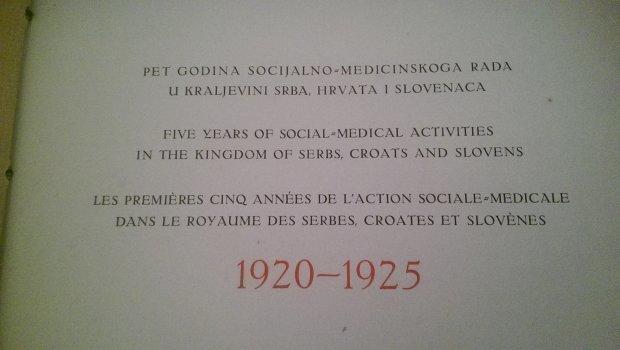 PET GODINA SOCIJALNO-MEDICINSKOGA RADA
U KRALJEVINI SRBA, HRVATA I SLOVENACA
FIVE YEARS OF SOCIAL-MEDICAL ACTIVITIES
IN THE KINGDOM OF SERBS, CROATS AND SLOVENS
LES PREMIÈRES CINQ ANNÉES DE L'ACTION SOCIALE-MEDICALE
DANS LE ROYAUME DES SERBES, CROATES ET SLOVÈNES
1920–1925